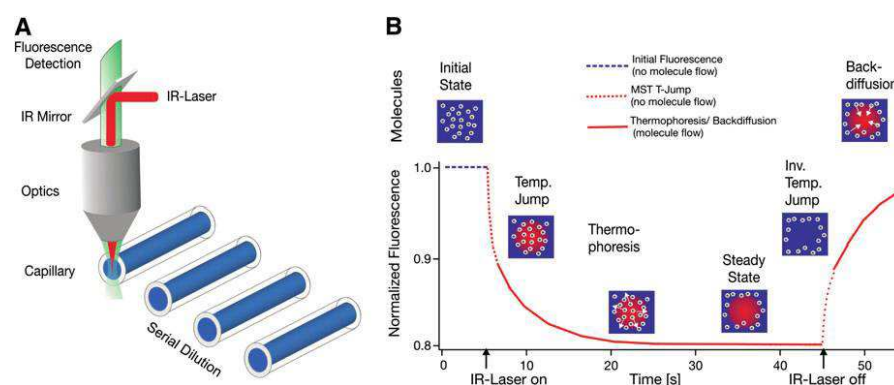 A
Fluorescence
Detection
IR-Laser
IR Mirror
Optics
Capillary
Serial Dilution
B
Molecules
Initial
State
Initial Fluorescence
(no molecule flow)
MST T-Jump
(no molecule flow)
Thermophoresis/ Backdiffusion
(molecule flow)
Back-
diffusion
Normalized Fluorescence
1.0
0.9
0.8
Temp.
Jump
Thermo-
phoresis
Steady
State
Inv.
Temp.
Jump
0 10 20 30 40 50
IR-Laser on Time [s] IR-Laser off